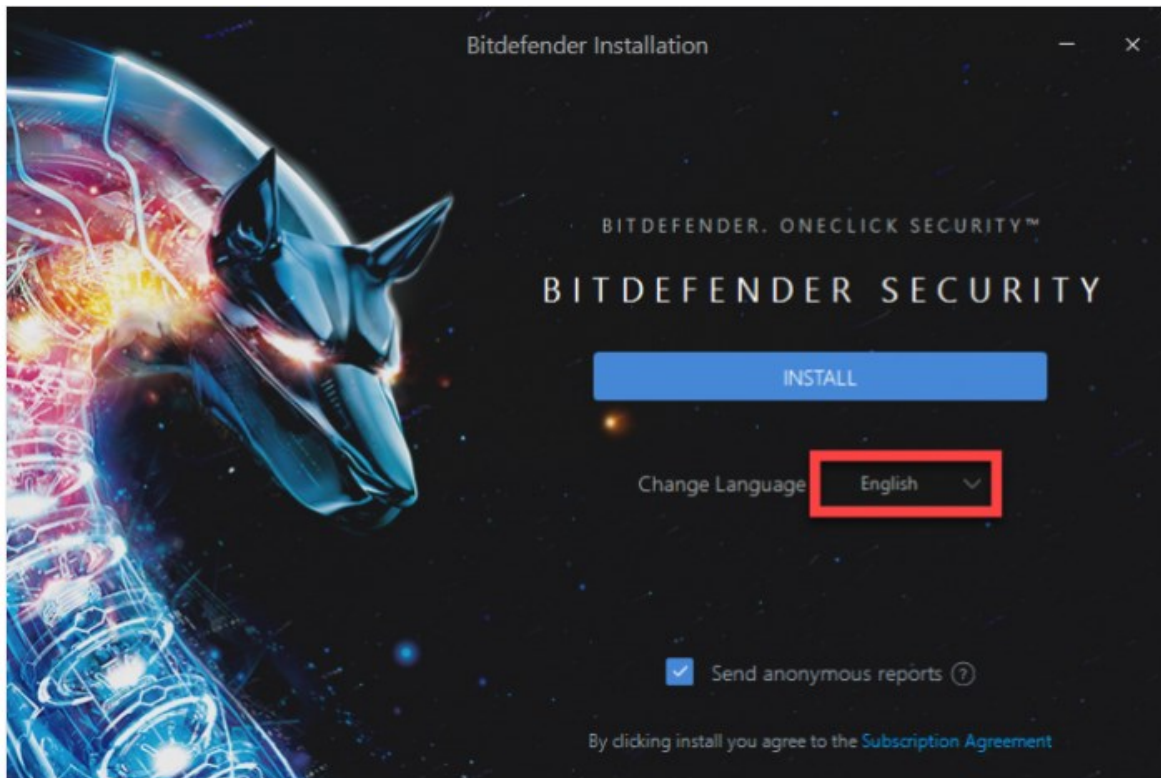 Bitdefender Installation
BITDEFENDER. ONECLICK SECURITY™
BITDEFENDER SECURITY
INSTALL
Change Language English
Send anonymous reports ?
By clicking install you agree to the Subscription Agreement